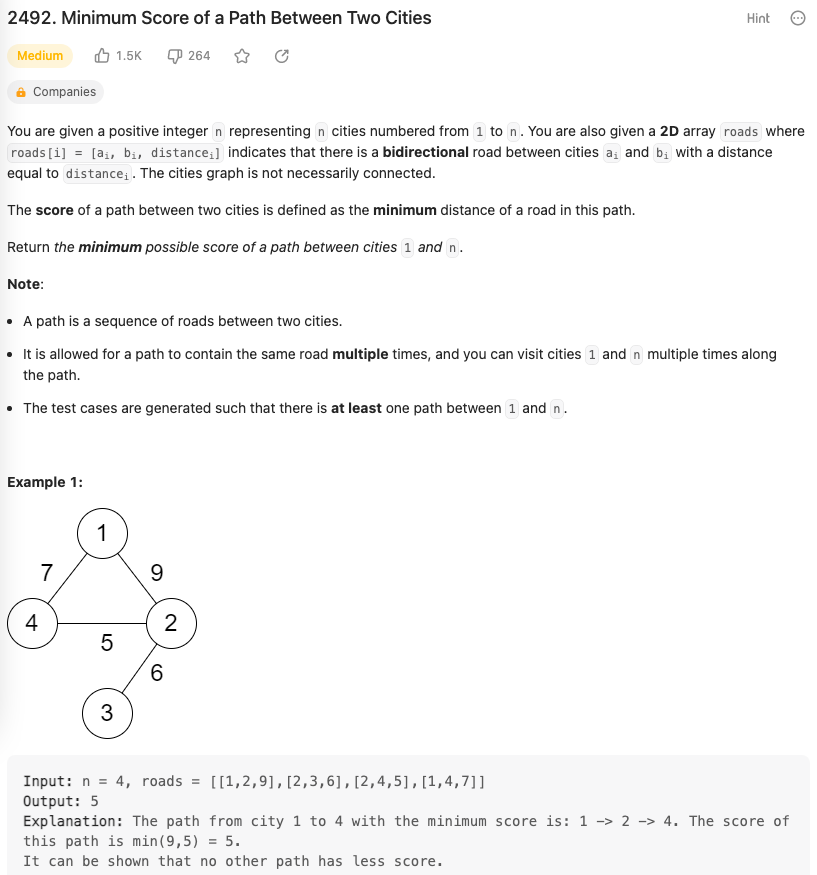 2492. Minimum Score of a Path Between Two Cities
Hint
Medium
1.5K
264
Companies
You are given a positive integer n representing n cities numbered from 1 to n. You are also given a 2D array roads where
roads[i] = [aᵢ, bᵢ, distanceᵢ] indicates that there is a bidirectional road between cities aᵢ and bᵢ with a distance
equal to distanceᵢ. The cities graph is not necessarily connected.
The score of a path between two cities is defined as the minimum distance of a road in this path.
Return the minimum possible score of a path between cities 1 and n.
Note:
• A path is a sequence of roads between two cities.
• It is allowed for a path to contain the same road multiple times, and you can visit cities 1 and n multiple times along
the path.
• The test cases are generated such that there is at least one path between 1 and n.
Example 1:
1
7
9
4
2
5
6
3
Input: n = 4, roads = [[1,2,9],[2,3,6],[2,4,5],[1,4,7]]
Output: 5
Explanation: The path from city 1 to 4 with the minimum score is: 1 -> 2 -> 4. The score of
this path is min(9,5) = 5.
It can be shown that no other path has less score.